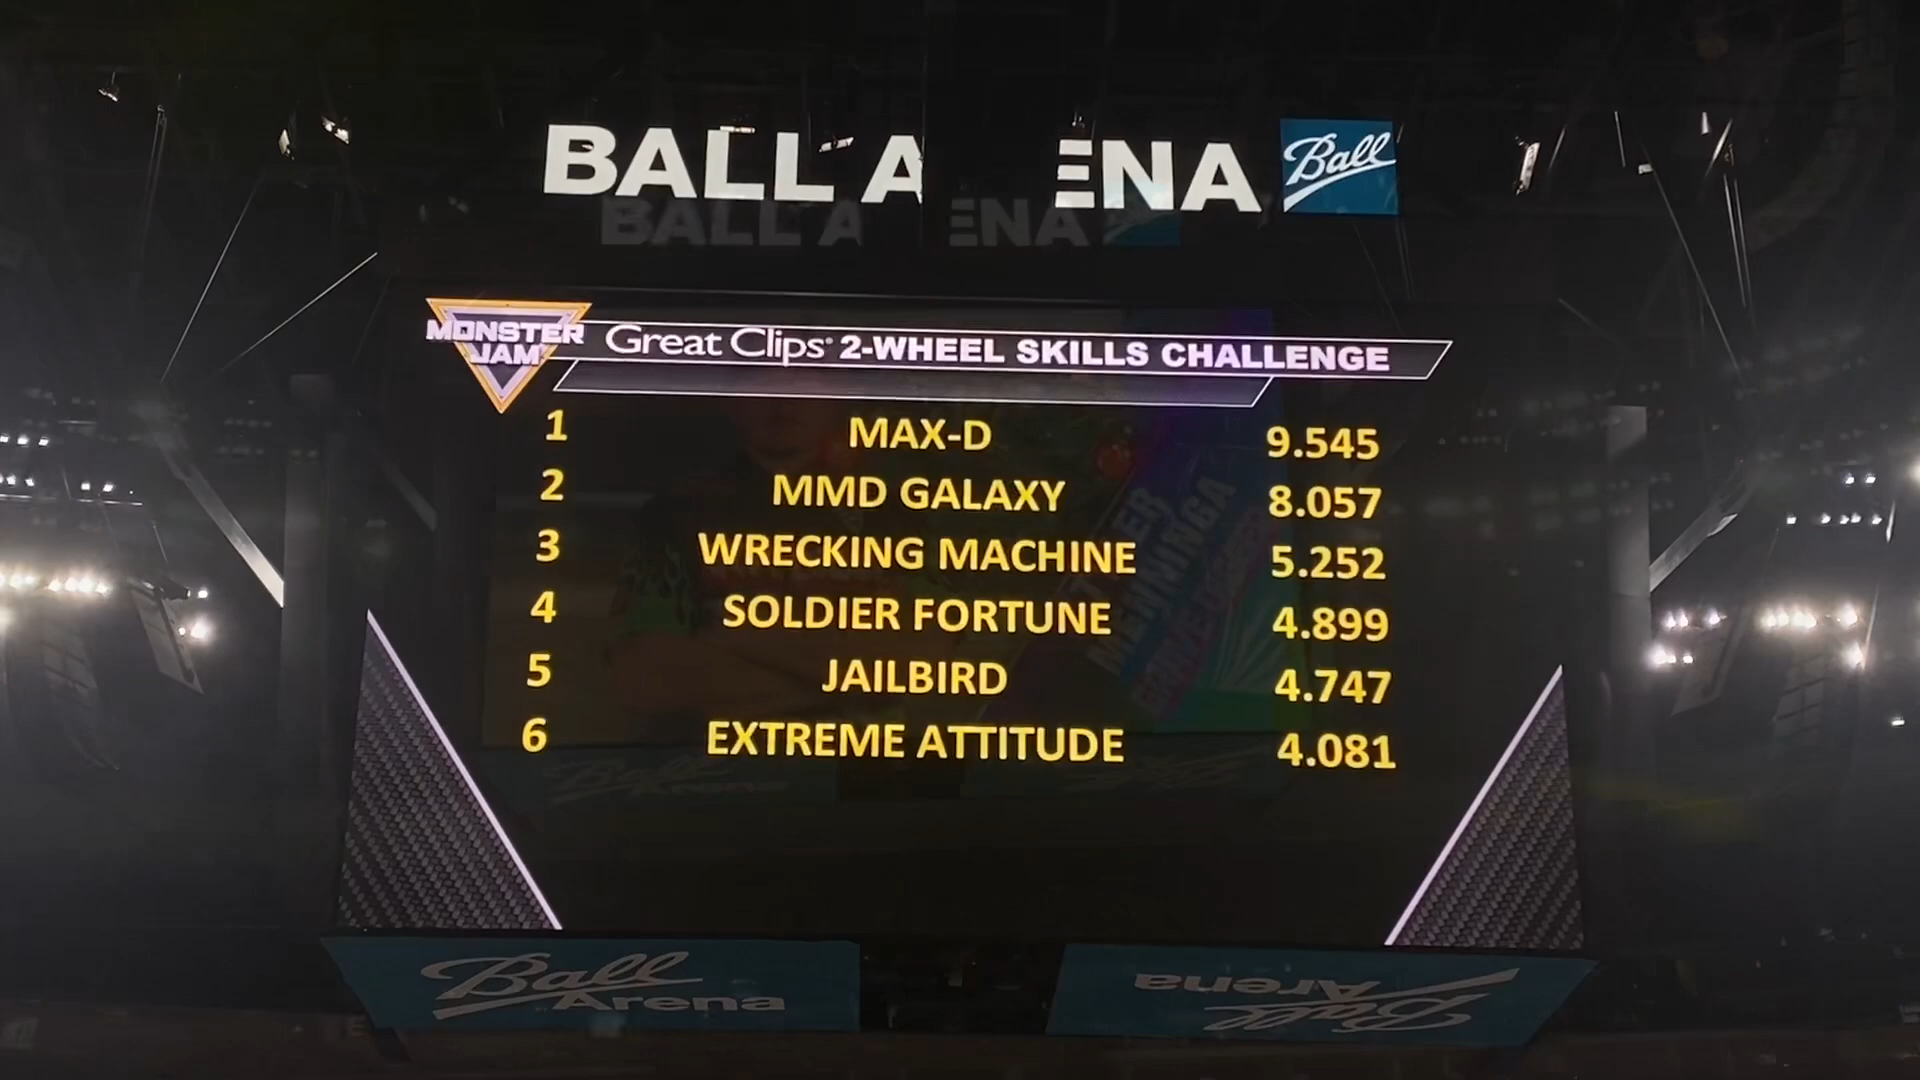 BALL A ENA Ball
BALL A ENA
MONSTER JAM Great Clips® 2-WHEEL SKILLS CHALLENGE
1 MAX-D 9.545
2 MMD GALAXY 8.057
3 WRECKING MACHINE 5.252
4 SOLDIER FORTUNE 4.899
5 JAILBIRD 4.747
6 EXTREME ATTITUDE 4.081
Ball Arena
Ball Arena